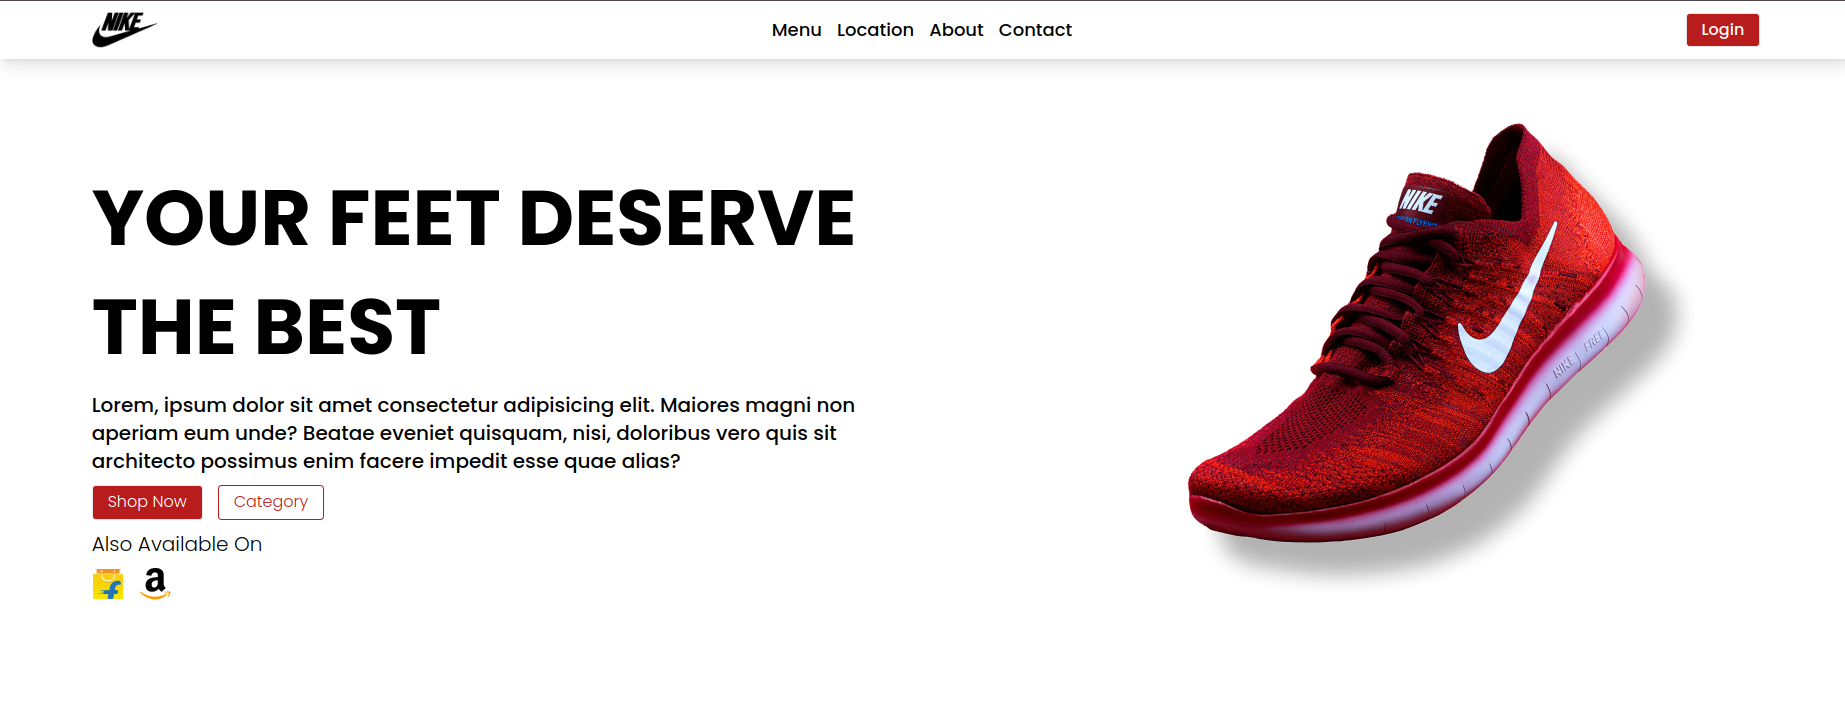 NIKE
Menu Location About Contact
Login
YOUR FEET DESERVE
THE BEST
Lorem, ipsum dolor sit amet consectetur adipisicing elit. Maiores magni non
aperiam eum unde? Beatae eveniet quisquam, nisi, doloribus vero quis sit
architecto possimus enim facere impedit esse quae alias?
Shop Now Category
Also Available On
f a
NIKE
NIKE FREE